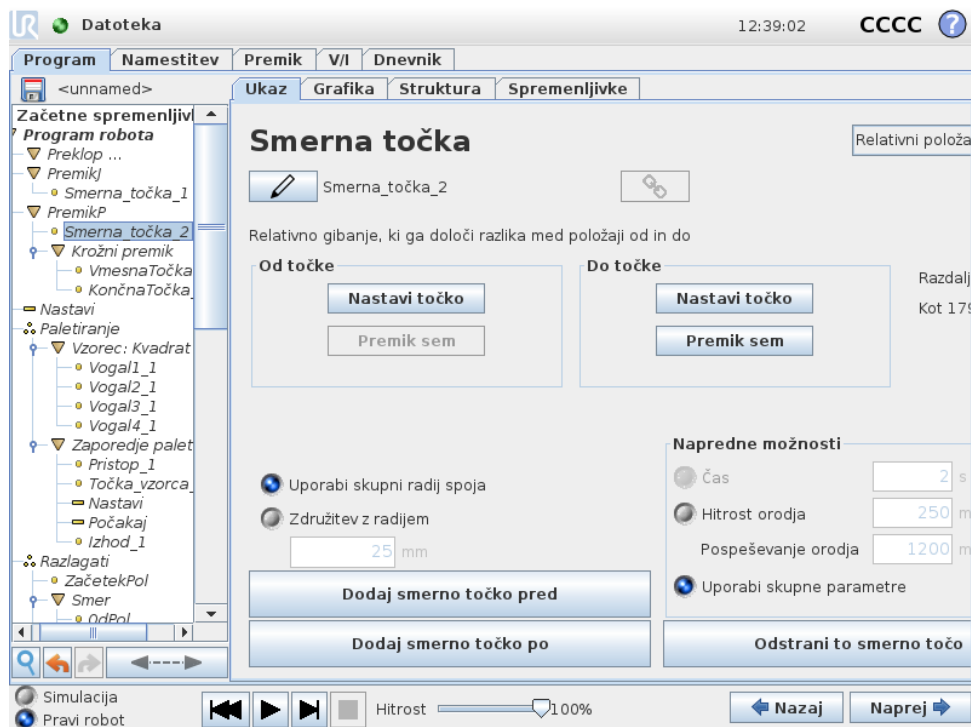 UR Datoteka 12:39:02 CCCC ?
Program Namestitev Premik V/I Dnevnik
<unnamed>
Ukaz Grafika Struktura Spremenljivke
Začetne spremenljivk
Program robota
Preklop ...
PremikJ
Smerna_točka_1
PremikP
Smerna_točka_2
Krožni premik
VmesnaTočka
KončnaTočka_
Nastavi
Paletiranje
Vzorec: Kvadrat
Vogal1_1
Vogal2_1
Vogal3_1
Vogal4_1
Zaporedje palet
Pristop_1
Točka_vzorca_
Nastavi
Počakaj
Izhod_1
Razlagati
ZačetekPol
Smer
OdPol
Smerna točka
Relativni položa
Smerna_točka_2
Relativno gibanje, ki ga določi razlika med položaji od in do
Od točke
Nastavi točko
Premik sem
Do točke
Nastavi točko
Premik sem
Razdalj
Kot 179
Uporabi skupni radij spoja
Združitev z radijem
25 mm
Napredne možnosti
Čas 2 s
Hitrost orodja 250 m
Pospeševanje orodja 1200 m
Uporabi skupne parametre
Dodaj smerno točko pred
Dodaj smerno točko po
Odstrani to smerno točo
Simulacija
Pravi robot
Hitrost 100%
Nazaj
Naprej